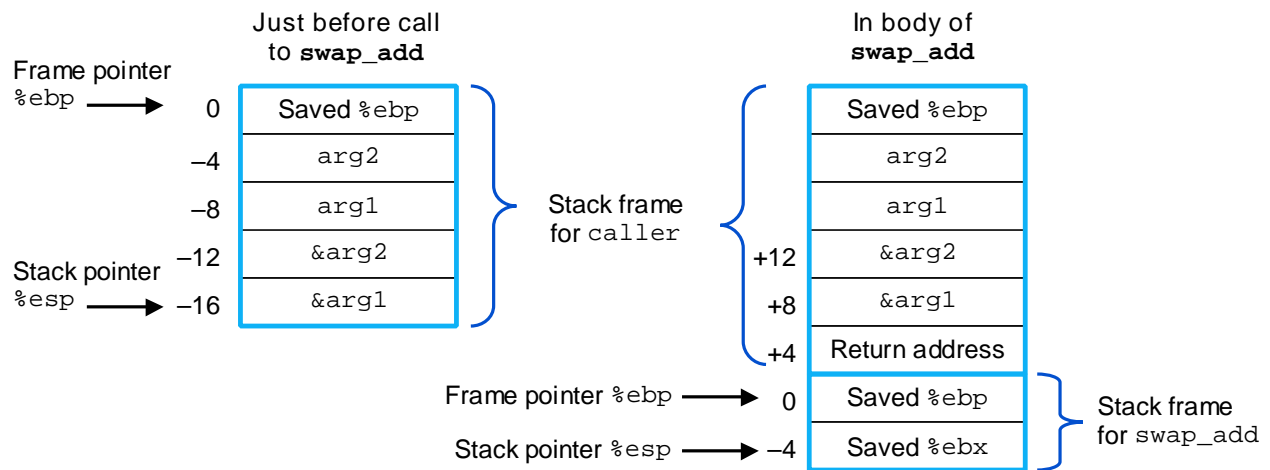 Just before call
to swap_add
In body of
swap_add
Frame pointer
%ebp
0
Saved %ebp
−4
arg2
−8
arg1
−12
&arg2
Stack pointer
%esp
−16
&arg1
Stack frame
for caller
Saved %ebp
arg2
arg1
+12
&arg2
+8
&arg1
+4
Return address
Frame pointer %ebp
0
Saved %ebp
Stack pointer %esp
−4
Saved %ebx
Stack frame
for swap_add